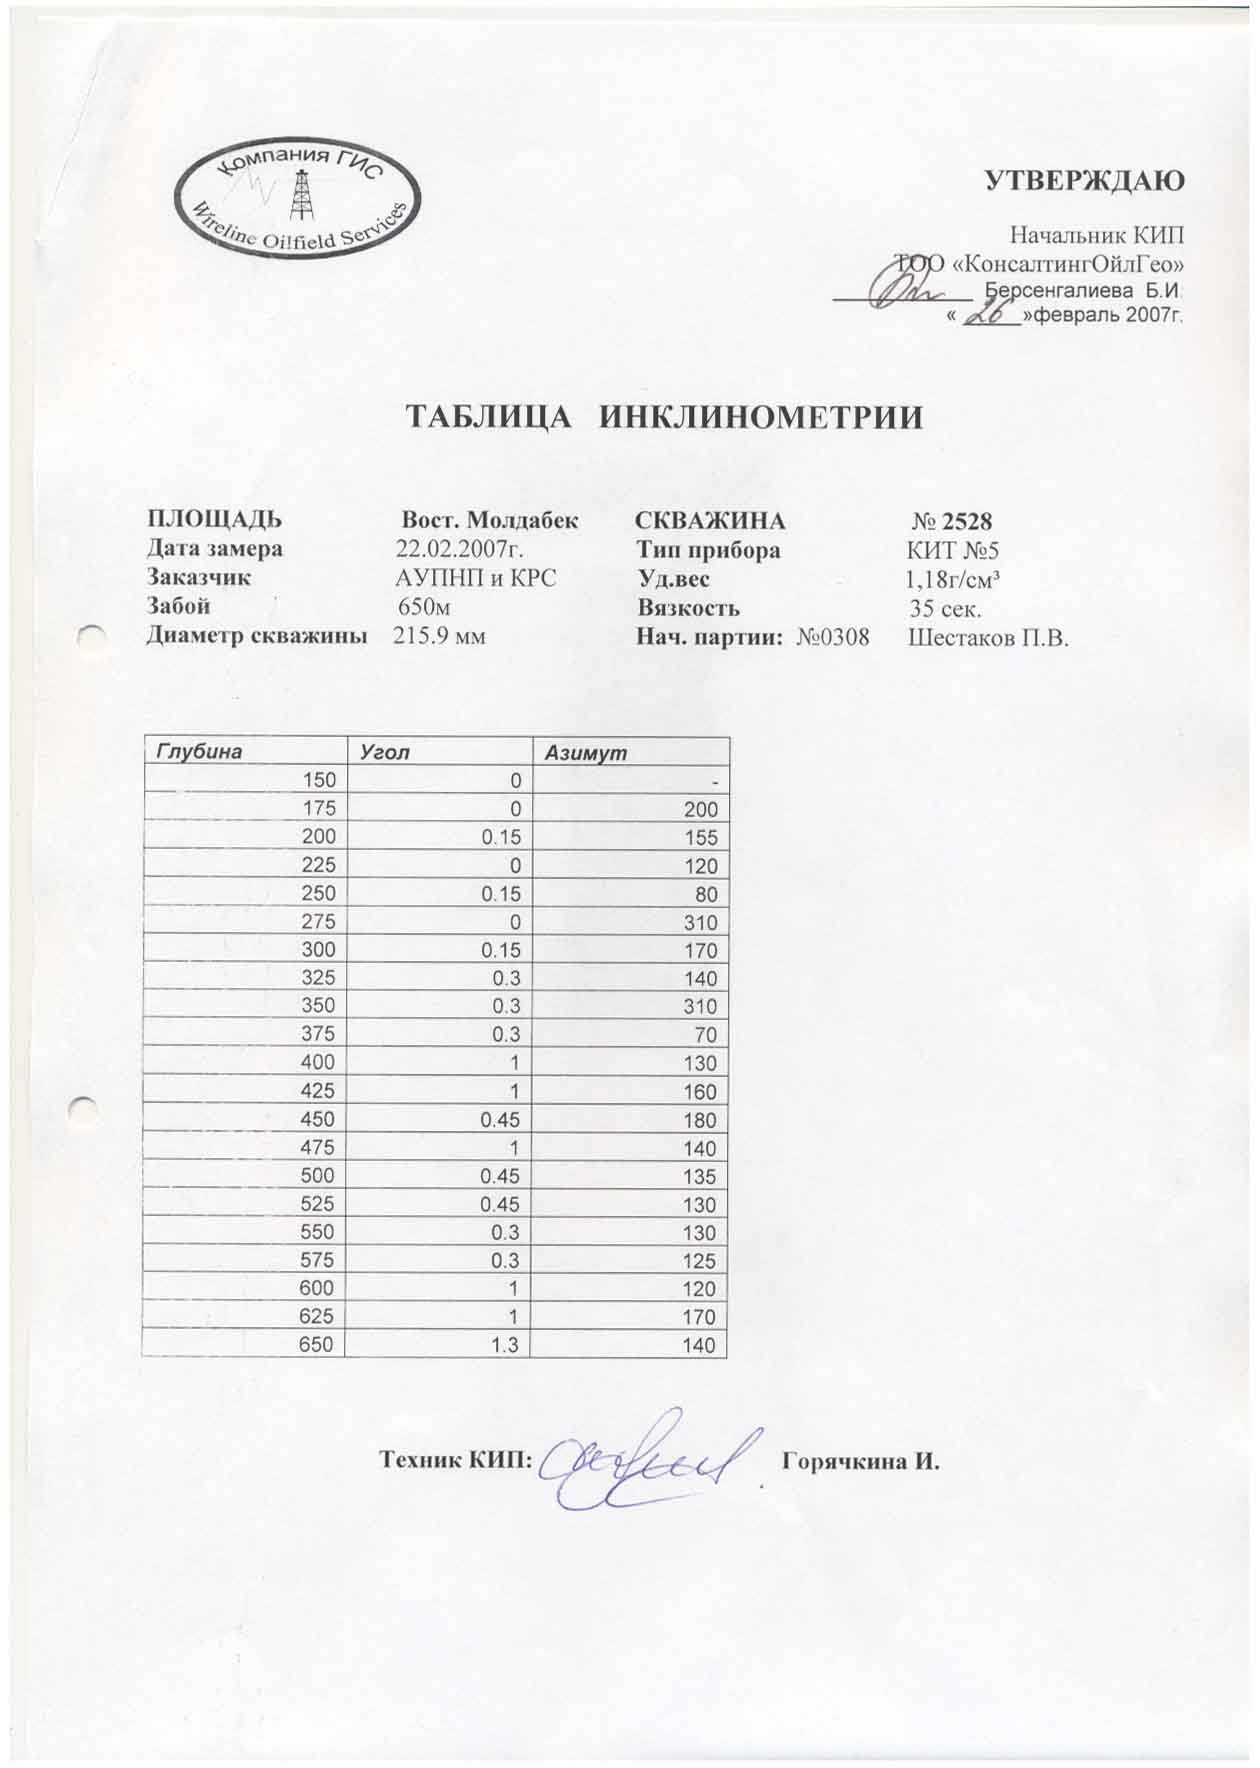 Компания ГИС
Wireline Oilfield Services
УТВЕРЖДАЮ
Начальник КИП
ТОО «КонсалтингОйлГео»
Берсенгалиева Б.И.
« 26 »февраль 2007г.
ТАБЛИЦА ИНКЛИНОМЕТРИИ
ПЛОЩАДЬ Вост. Молдабек СКВАЖИНА № 2528
Дата замера 22.02.2007г. Тип прибора КИТ №5
Заказчик АУПНП и КРС Уд.вес 1,18г/см³
Забой 650м Вязкость 35 сек.
Диаметр скважины 215.9 мм Нач. партии: №0308 Шестаков П.В.
Глубина Угол Азимут
150 0 -
175 0 200
200 0.15 155
225 0 120
250 0.15 80
275 0 310
300 0.15 170
325 0.3 140
350 0.3 310
375 0.3 70
400 1 130
425 1 160
450 0.45 180
475 1 140
500 0.45 135
525 0.45 130
550 0.3 130
575 0.3 125
600 1 120
625 1 170
650 1.3 140
Техник КИП: Горячкина И.